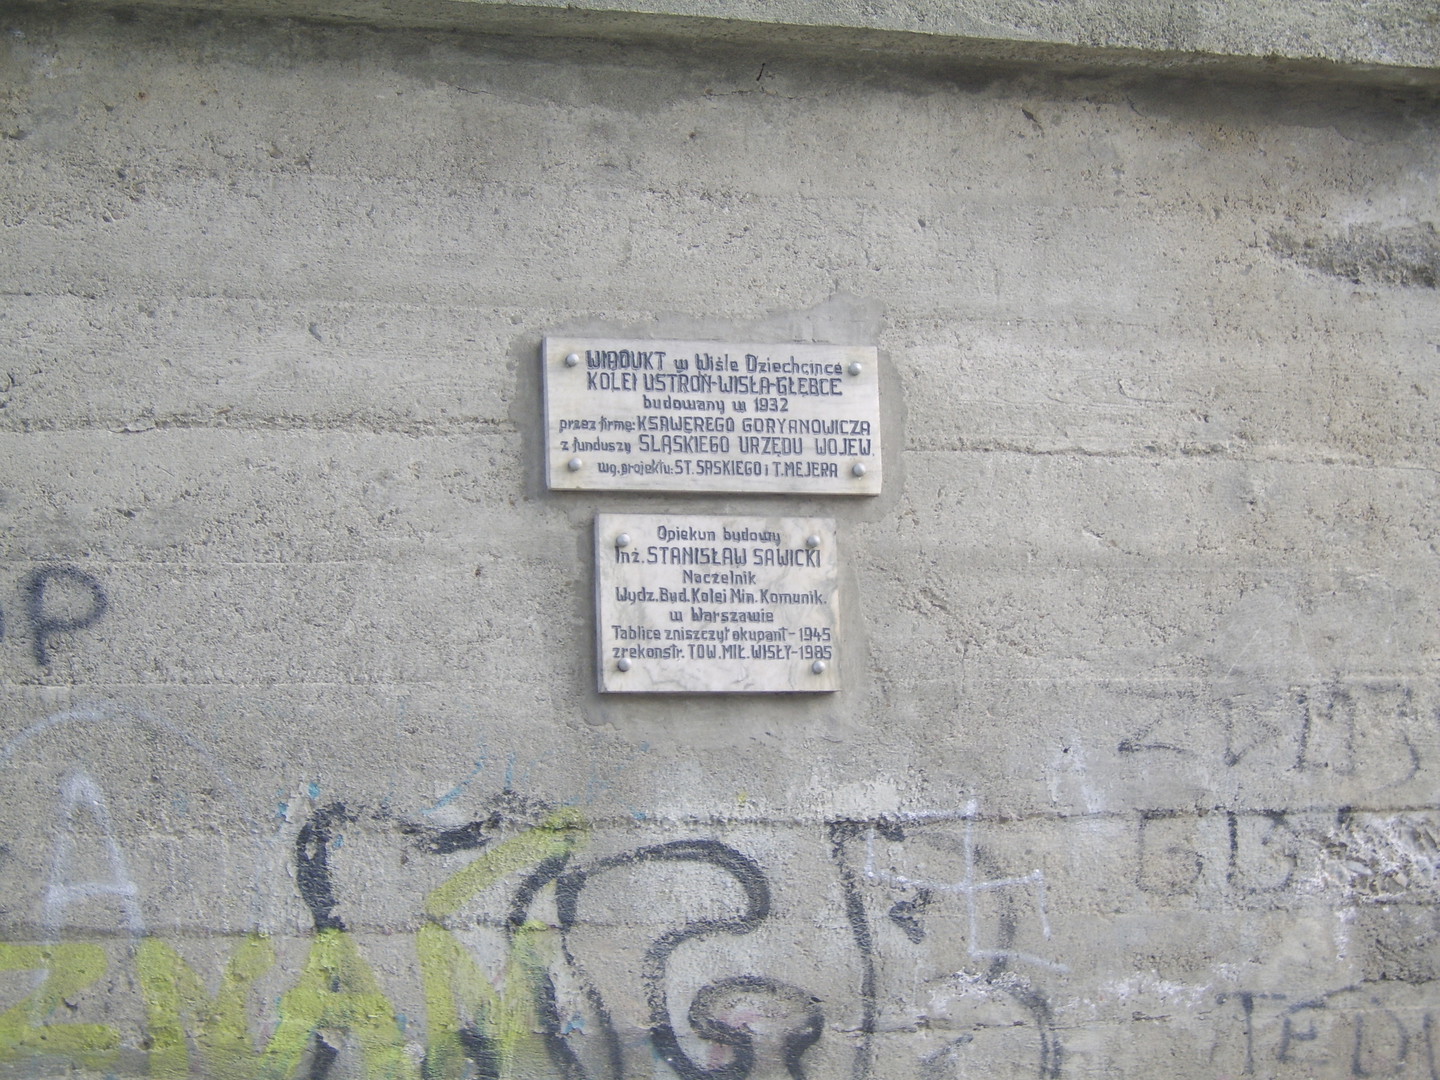 WIADUKT w Wiśle Dziechcince
KOLEI USTROŃ-WISŁA-GŁĘBCE
budowany w 1932
przez firmę: KSAWEREGO GORYANOWICZA
z funduszy ŚLĄSKIEGO URZĘDU WOJEW.
wg. projektu: ST. SASKIEGO i T. MEJERA
Opiekun budowy
Inż. STANISŁAW SAWICKI
Naczelnik
Wydz. Bud. Kolei Min. Komunik.
w Warszawie
Tablice zniszczył okupant - 1945
zrekonstr. TOW. MIŁ. WISŁY - 1985
P
A